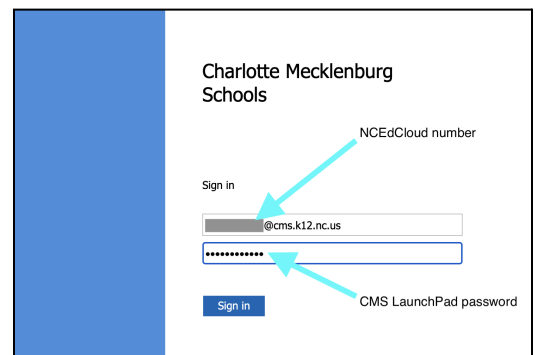 Charlotte Mecklenburg
Schools
NCEdCloud number
Sign in
@cms.k12.nc.us
••••••••••••
Sign in
CMS LaunchPad password